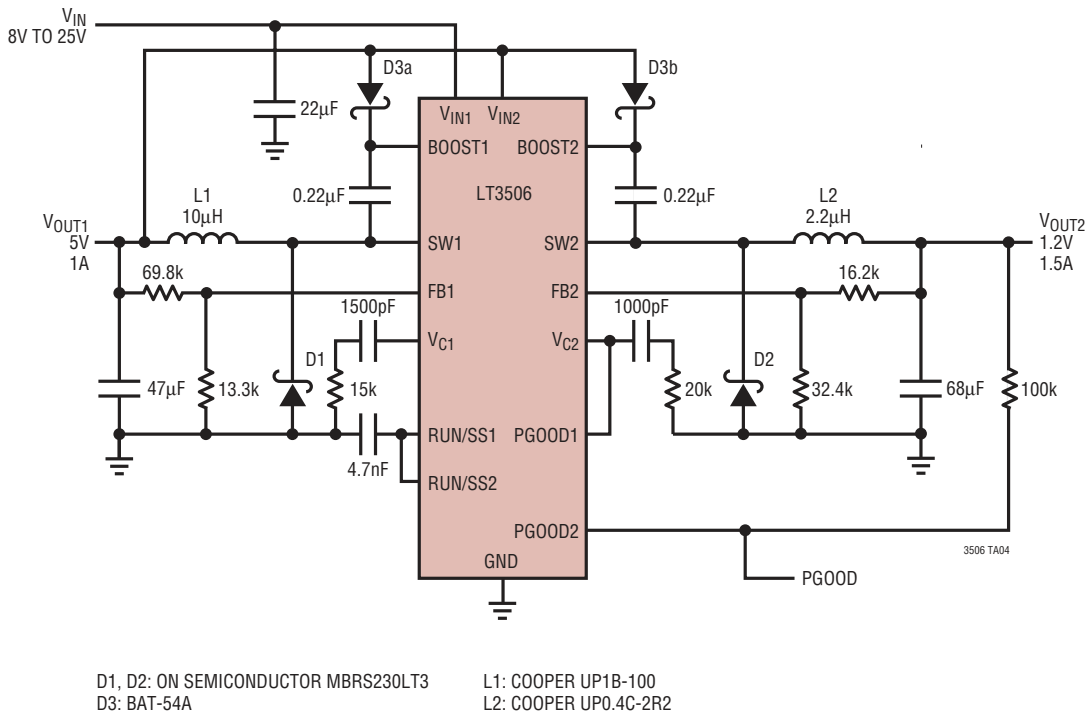 VIN
8V TO 25V
D3a
D3b
22µF
VIN1
VIN2
BOOST1
BOOST2
LT3506
0.22µF
0.22µF
L1
10µH
L2
2.2µH
VOUT1
5V
1A
SW1
SW2
VOUT2
1.2V
1.5A
69.8k
16.2k
FB1
FB2
1500pF
1000pF
VC1
VC2
D1
D2
47µF
13.3k
15k
20k
32.4k
68µF
100k
RUN/SS1
PGOOD1
4.7nF
RUN/SS2
PGOOD2
3506 TA04
GND
PGOOD
D1, D2: ON SEMICONDUCTOR MBRS230LT3
D3: BAT-54A
L1: COOPER UP1B-100
L2: COOPER UP0.4C-2R2